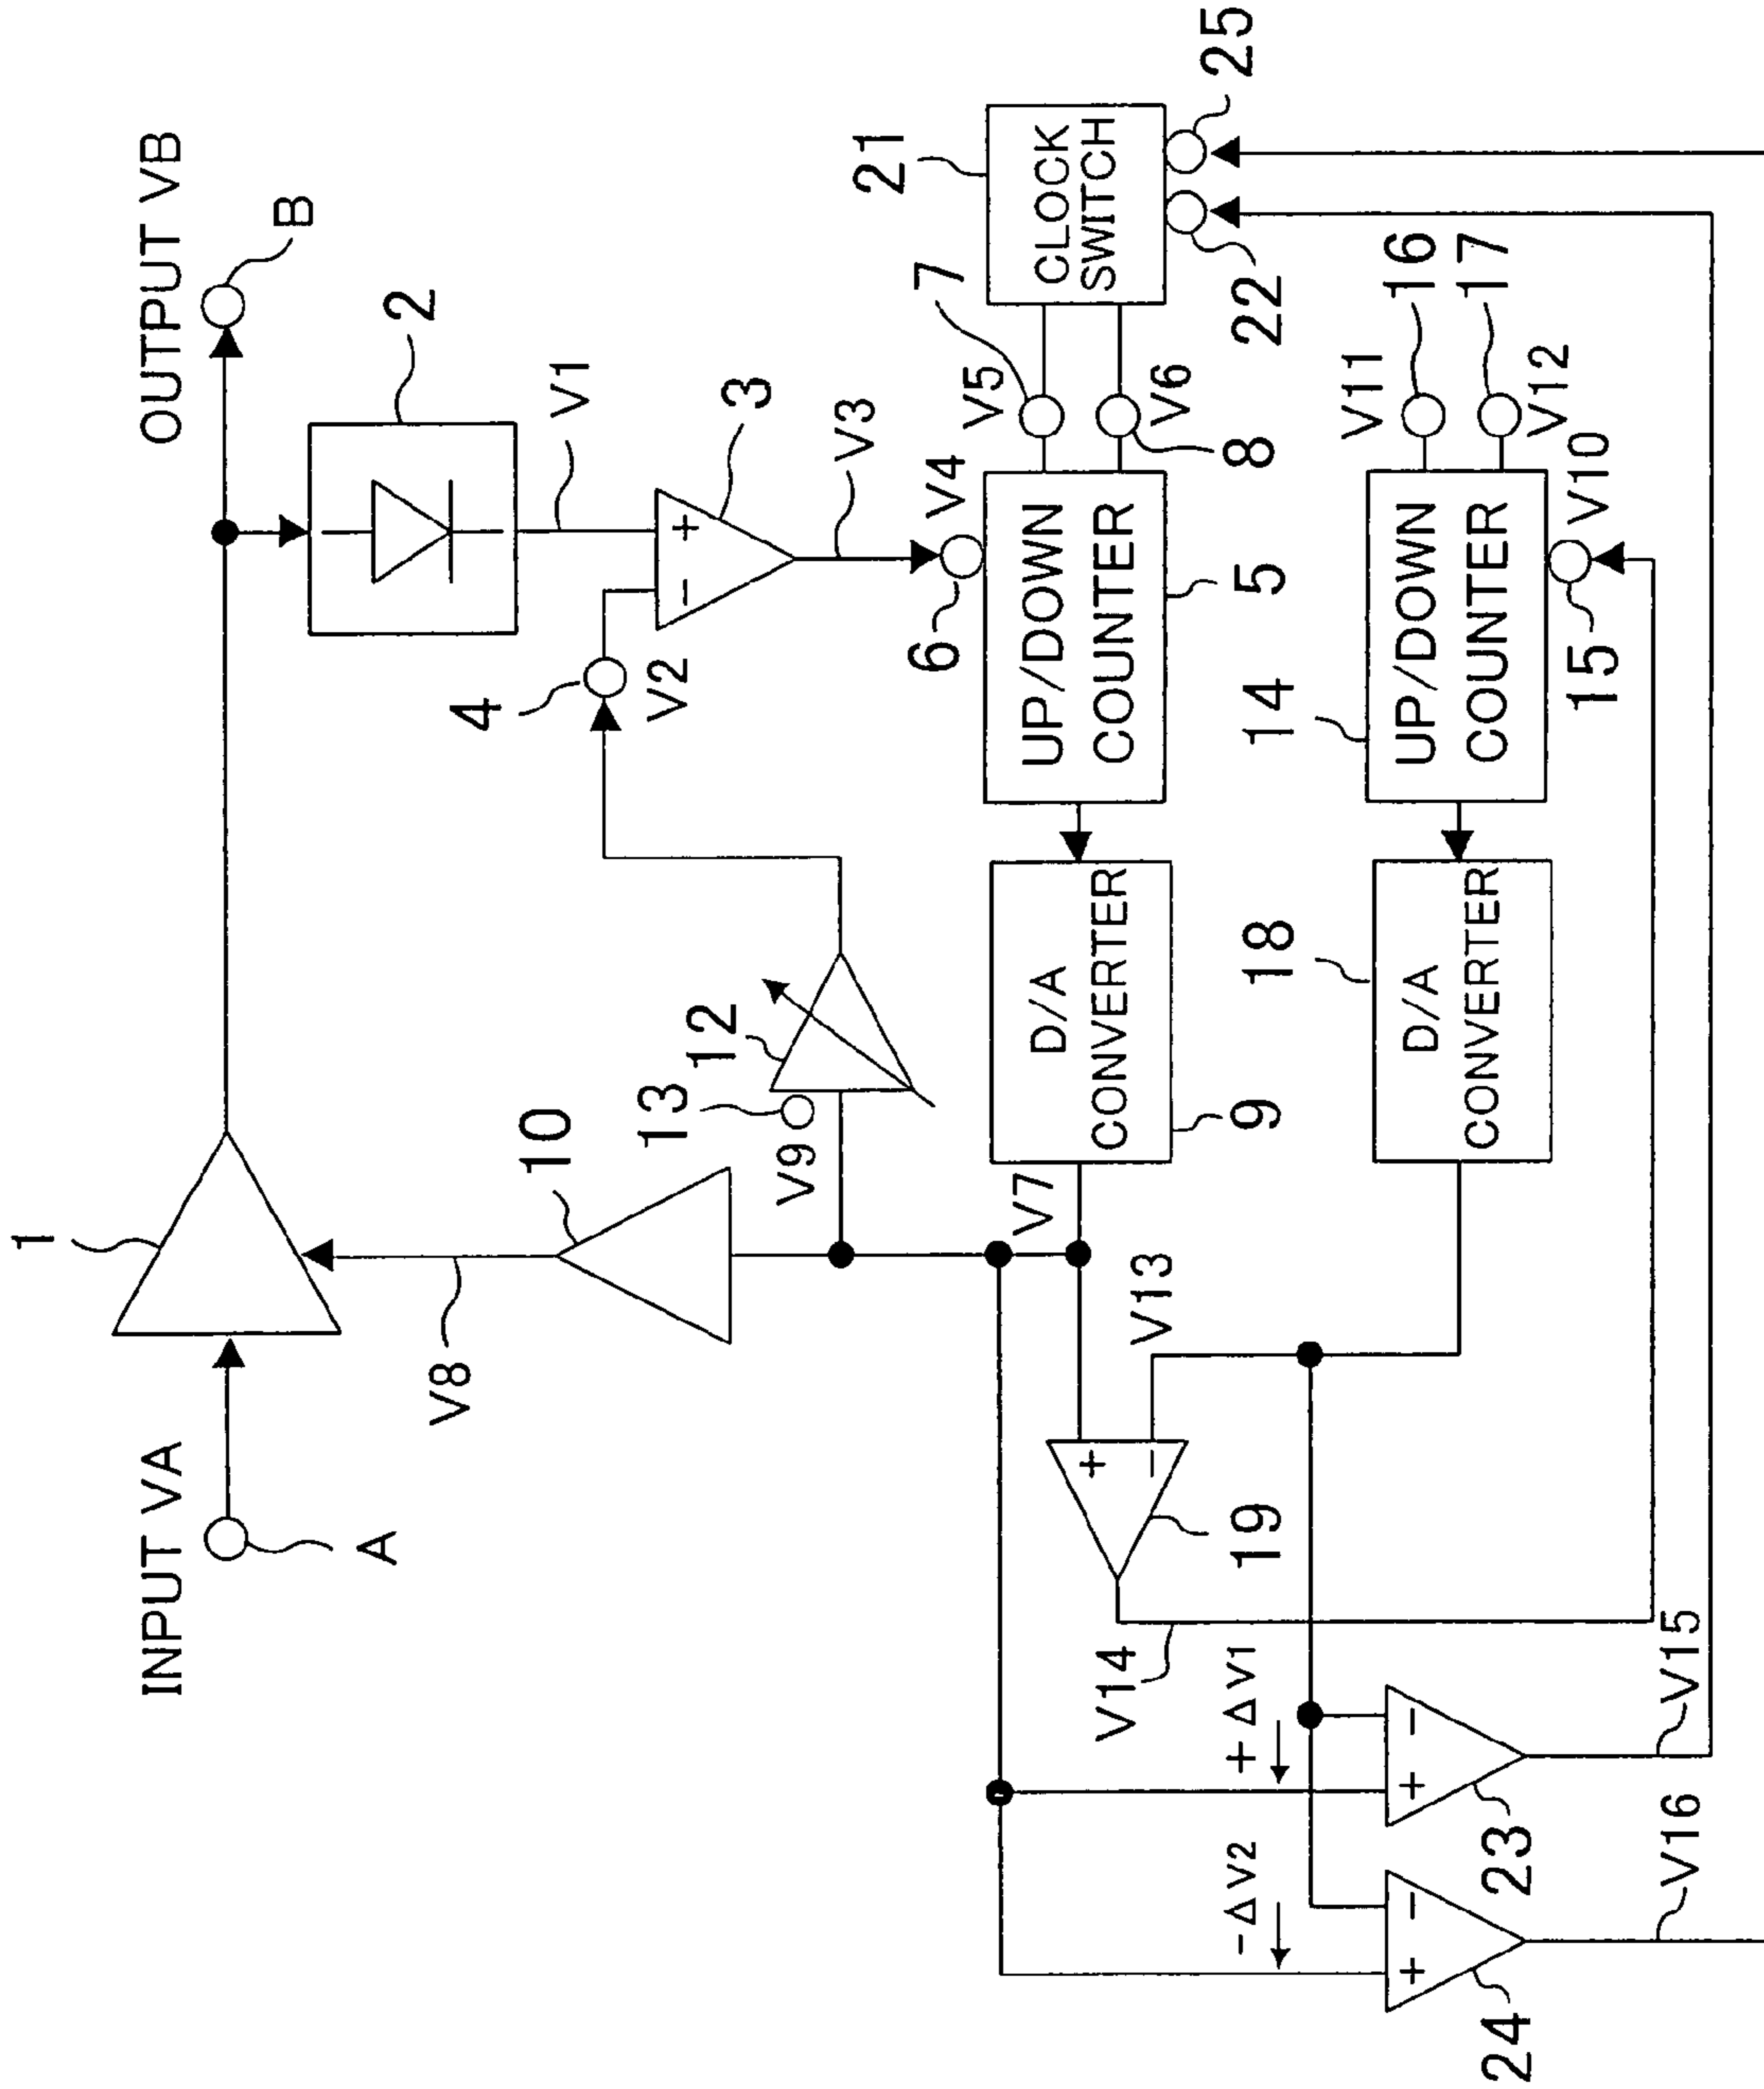 INPUT VA
A
1
OUTPUT VB
B
V8
10
2
V1
4
V2
- +
3
V3
V9
13
12
V7
D/A
CONVERTER
9
6
V4
UP/DOWN
COUNTER
5
V5
7
V6
8
21
CLOCK
SWITCH
22
25
V13
+
-
19
V14
18
D/A
CONVERTER
14
UP/DOWN
COUNTER
15
V10
V11
16
V12
17
-ΔV2
+ΔV1
+ -
24
+ -
23
V16
V15